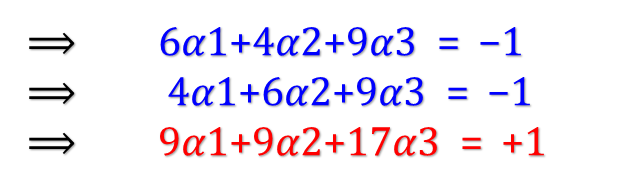 ⟹ 6α1+4α2+9α3 = −1
⟹ 4α1+6α2+9α3 = −1
⟹ 9α1+9α2+17α3 = +1